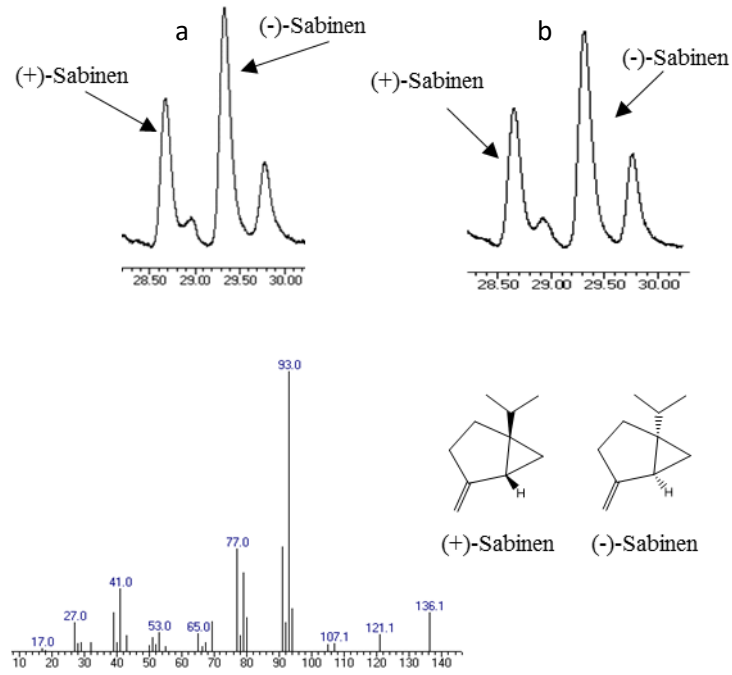 a
(-)-Sabinen
(+)-Sabinen
28.50 29.00 29.50 30.00
b
(-)-Sabinen
(+)-Sabinen
28.50 29.00 29.50 30.00
93.0
77.0
41.0
27.0
17.0
53.0
65.0
107.1
121.1
136.1
10 20 30 40 50 60 70 80 90 100 110 120 130 140
H
(+)-Sabinen
H
(-)-Sabinen